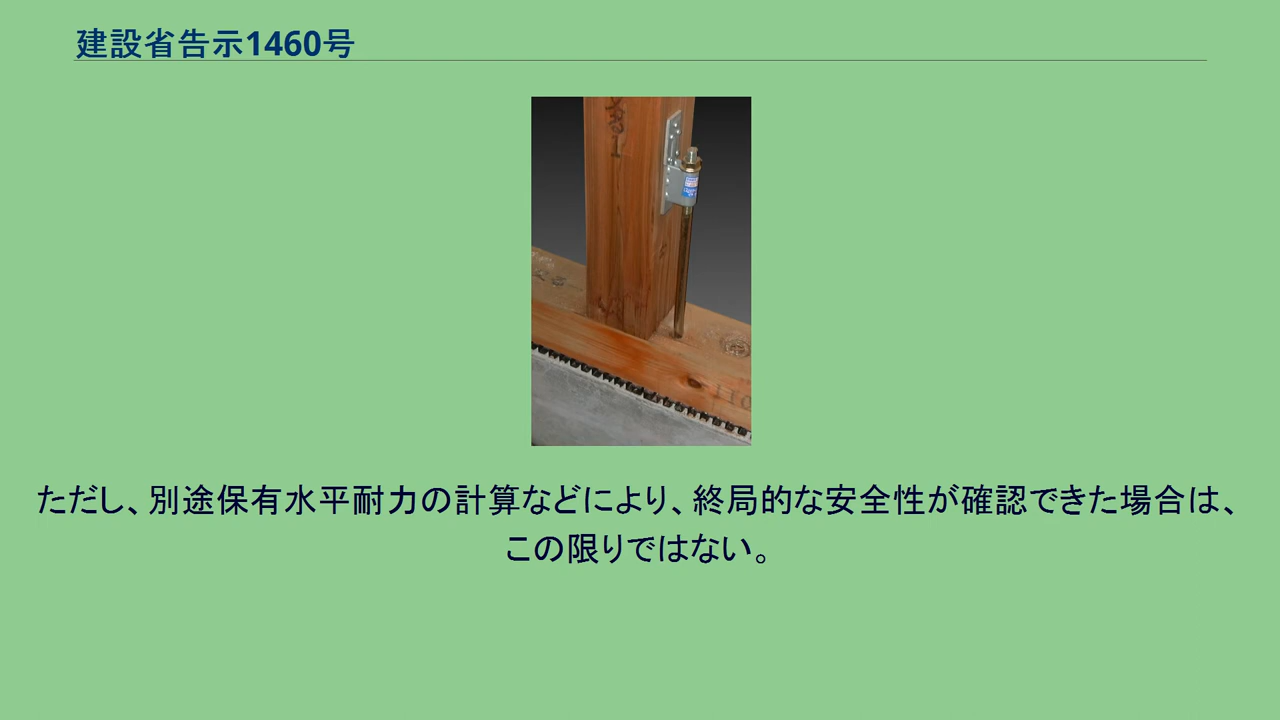 建設省告示1460号
ただし、別途保有水平耐力の計算などにより、終局的な安全性が確認できた場合は、
この限りではない。